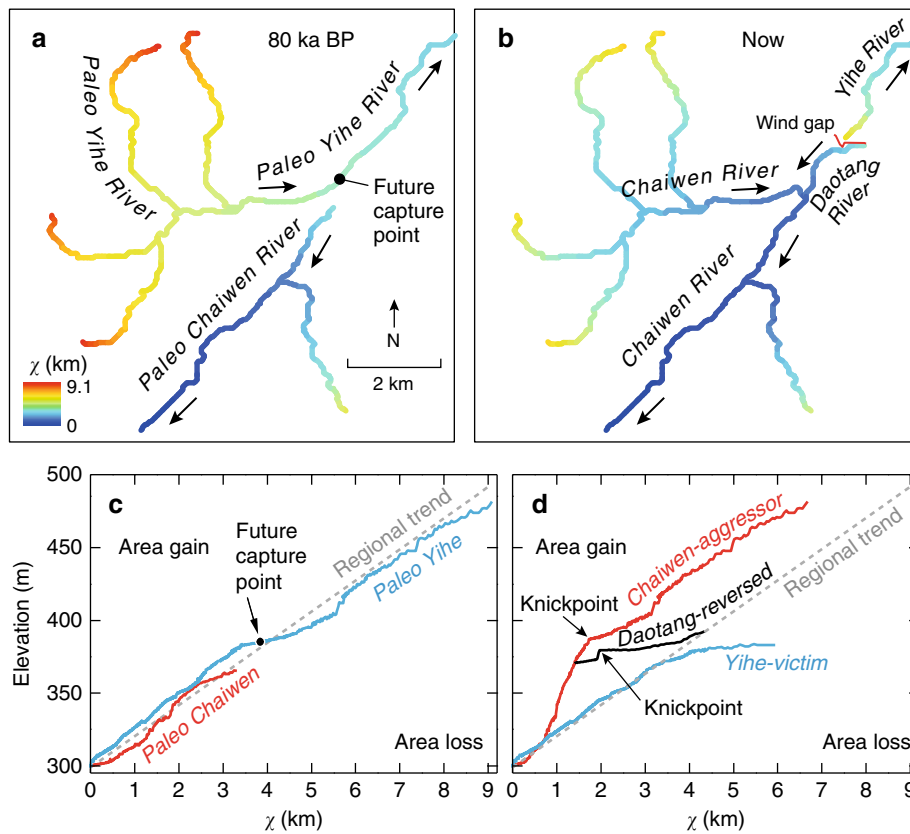 a
80 ka BP
Paleo Yihe River
Paleo Yihe River
Future
capture
point
Paleo Chaiwen River
N
2 km
χ (km)
9.1
0
b
Now
Yihe River
Wind gap
Chaiwen River
Daotang
River
Chaiwen River
c
500
450
400
350
300
Elevation (m)
Area gain
Future
capture
point
Regional trend
Paleo Yihe
Paleo Chaiwen
Area loss
0 1 2 3 4 5 6 7 8 9
χ (km)
d
Area gain
Chaiwen-aggressor
Knickpoint
Daotang-reversed
Regional trend
Yihe-victim
Knickpoint
Area loss
0 1 2 3 4 5 6 7 8 9
χ (km)